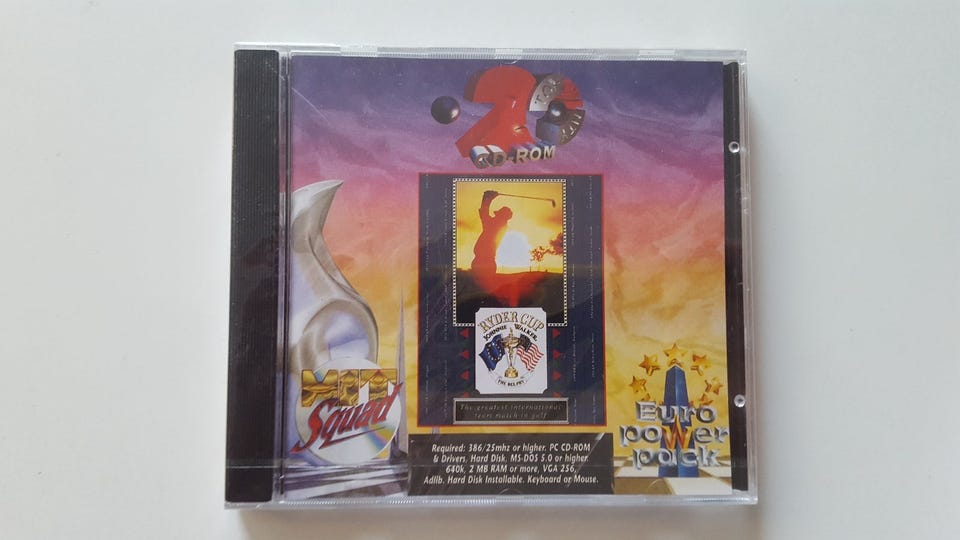 CD-ROM
RYDER CUP
JOHNNIE WALKER
THE BELFRY
The greatest international
team match in golf
Squad
Euro
power
pack
Required: 386/25mhz or higher. PC CD-ROM
& Drivers, Hard Disk. MS-DOS 5.0 or higher.
640k, 2 MB RAM or more, VGA 256,
Adlib. Hard Disk Installable. Keyboard or Mouse.